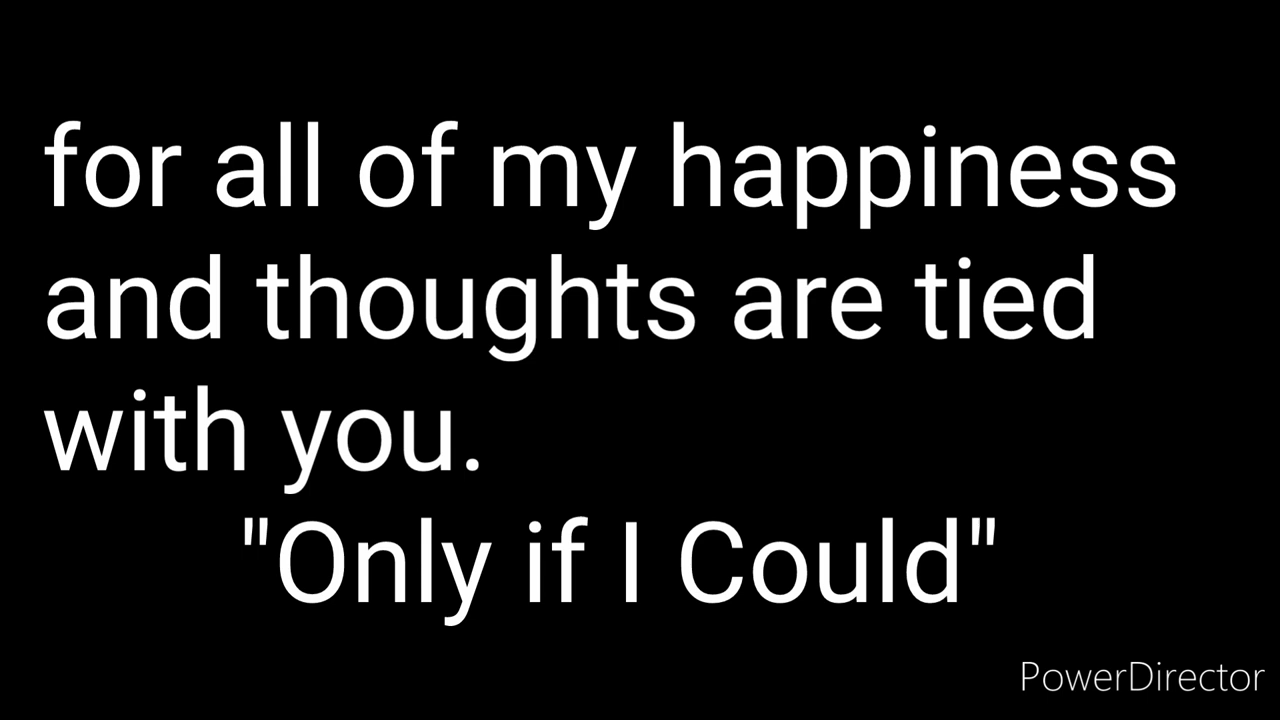 for all of my happiness
and thoughts are tied
with you.
"Only if I Could"
PowerDirector